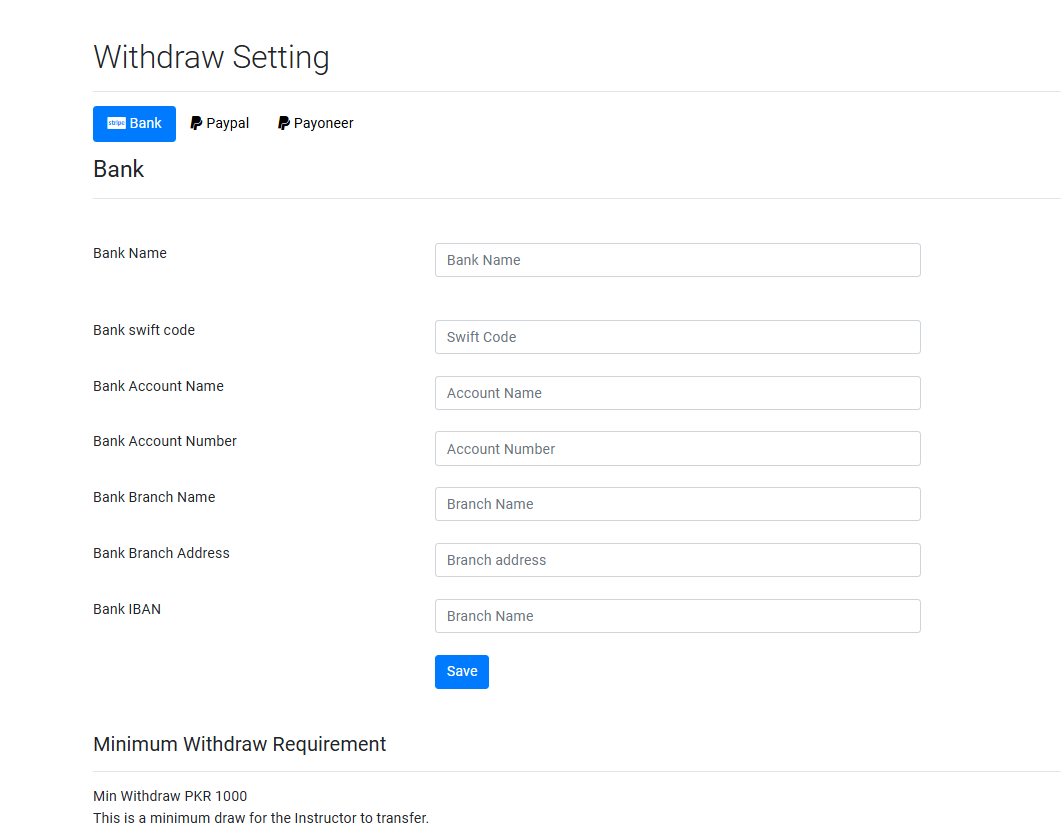 Withdraw Setting
stripe Bank Paypal Payoneer
Bank
Bank Name Bank Name
Bank swift code Swift Code
Bank Account Name Account Name
Bank Account Number Account Number
Bank Branch Name Branch Name
Bank Branch Address Branch address
Bank IBAN Branch Name
Save
Minimum Withdraw Requirement
Min Withdraw PKR 1000
This is a minimum draw for the Instructor to transfer.